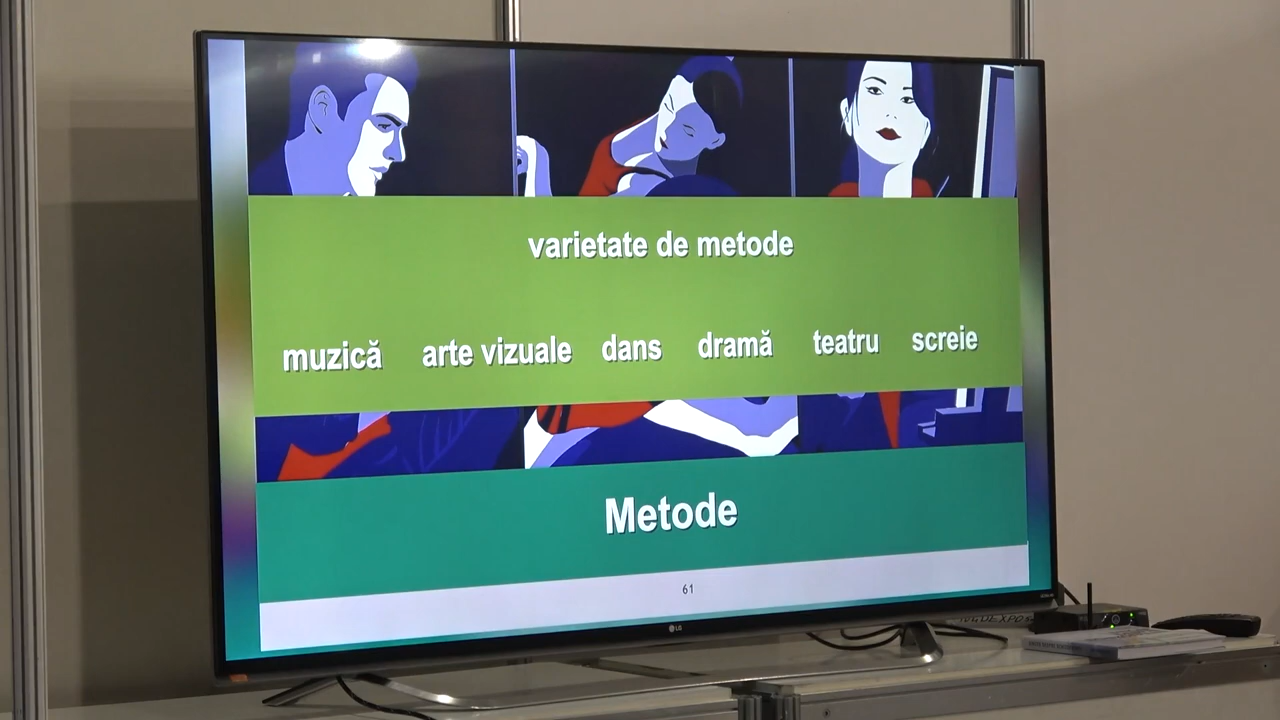 varietate de metode
muzică arte vizuale dans dramă teatru screie
Metode
61
LG